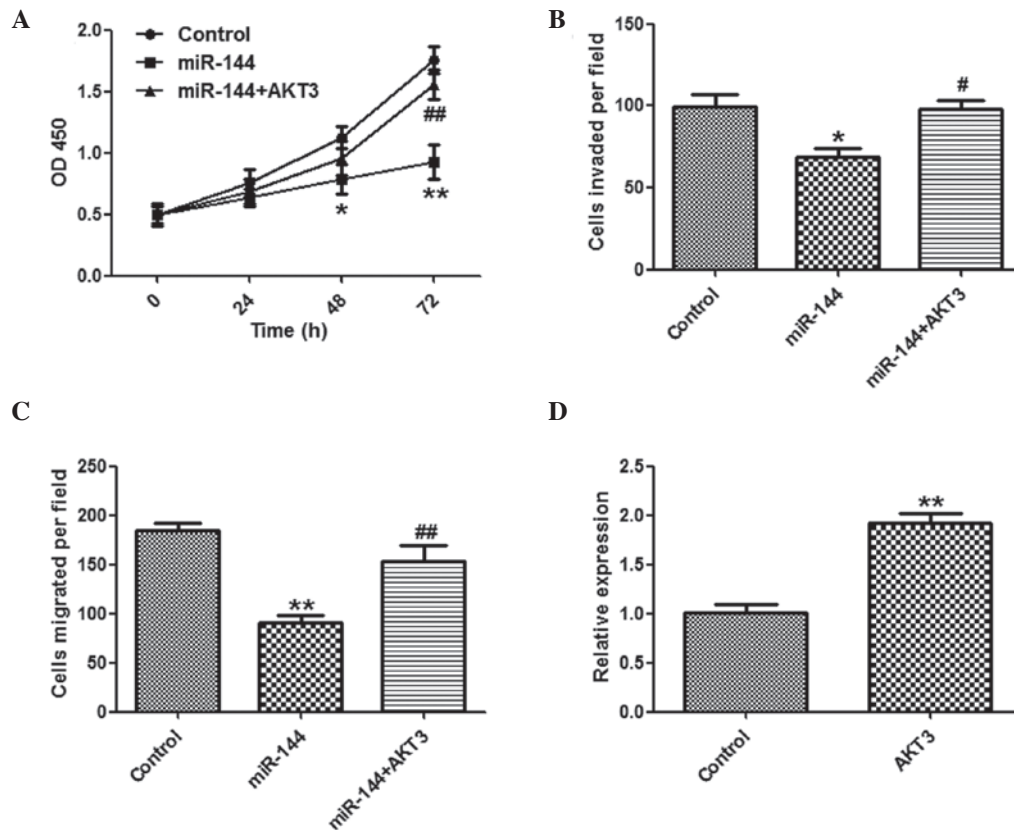 A
Control
miR-144
miR-144+AKT3
OD 450
2.0
1.5
1.0
0.5
0.0
##
*
**
0
24
48
72
Time (h)
B
Cells invaded per field
150
100
50
0
*
#
Control
miR-144
miR-144+AKT3
C
Cells migrated per field
250
200
150
100
50
0
**
##
Control
miR-144
miR-144+AKT3
D
Relative expression
2.5
2.0
1.5
1.0
0.5
0.0
**
Control
AKT3